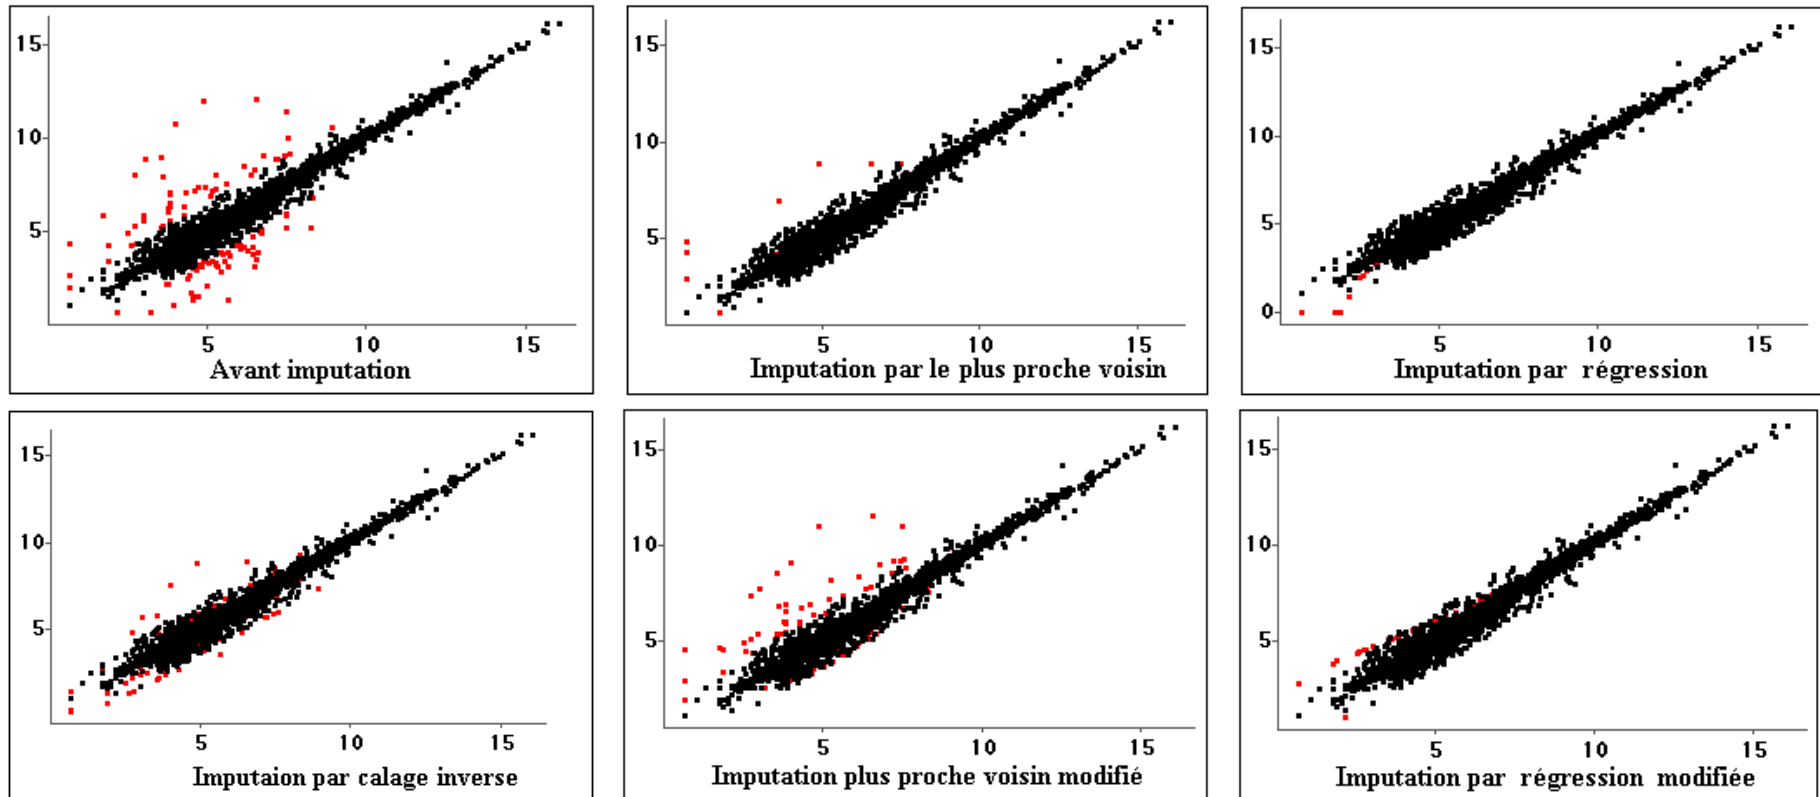 15
10
5
5 10 15
Avant imputation
15
10
5
5 10 15
Imputation par le plus proche voisin
15
10
5
0
5 10 15
Imputation par régression
15
10
5
5 10 15
Imputaion par calage inverse
15
10
5
5 10 15
Imputation plus proche voisin modifié
15
10
5
5 10 15
Imputation par régression modifiée